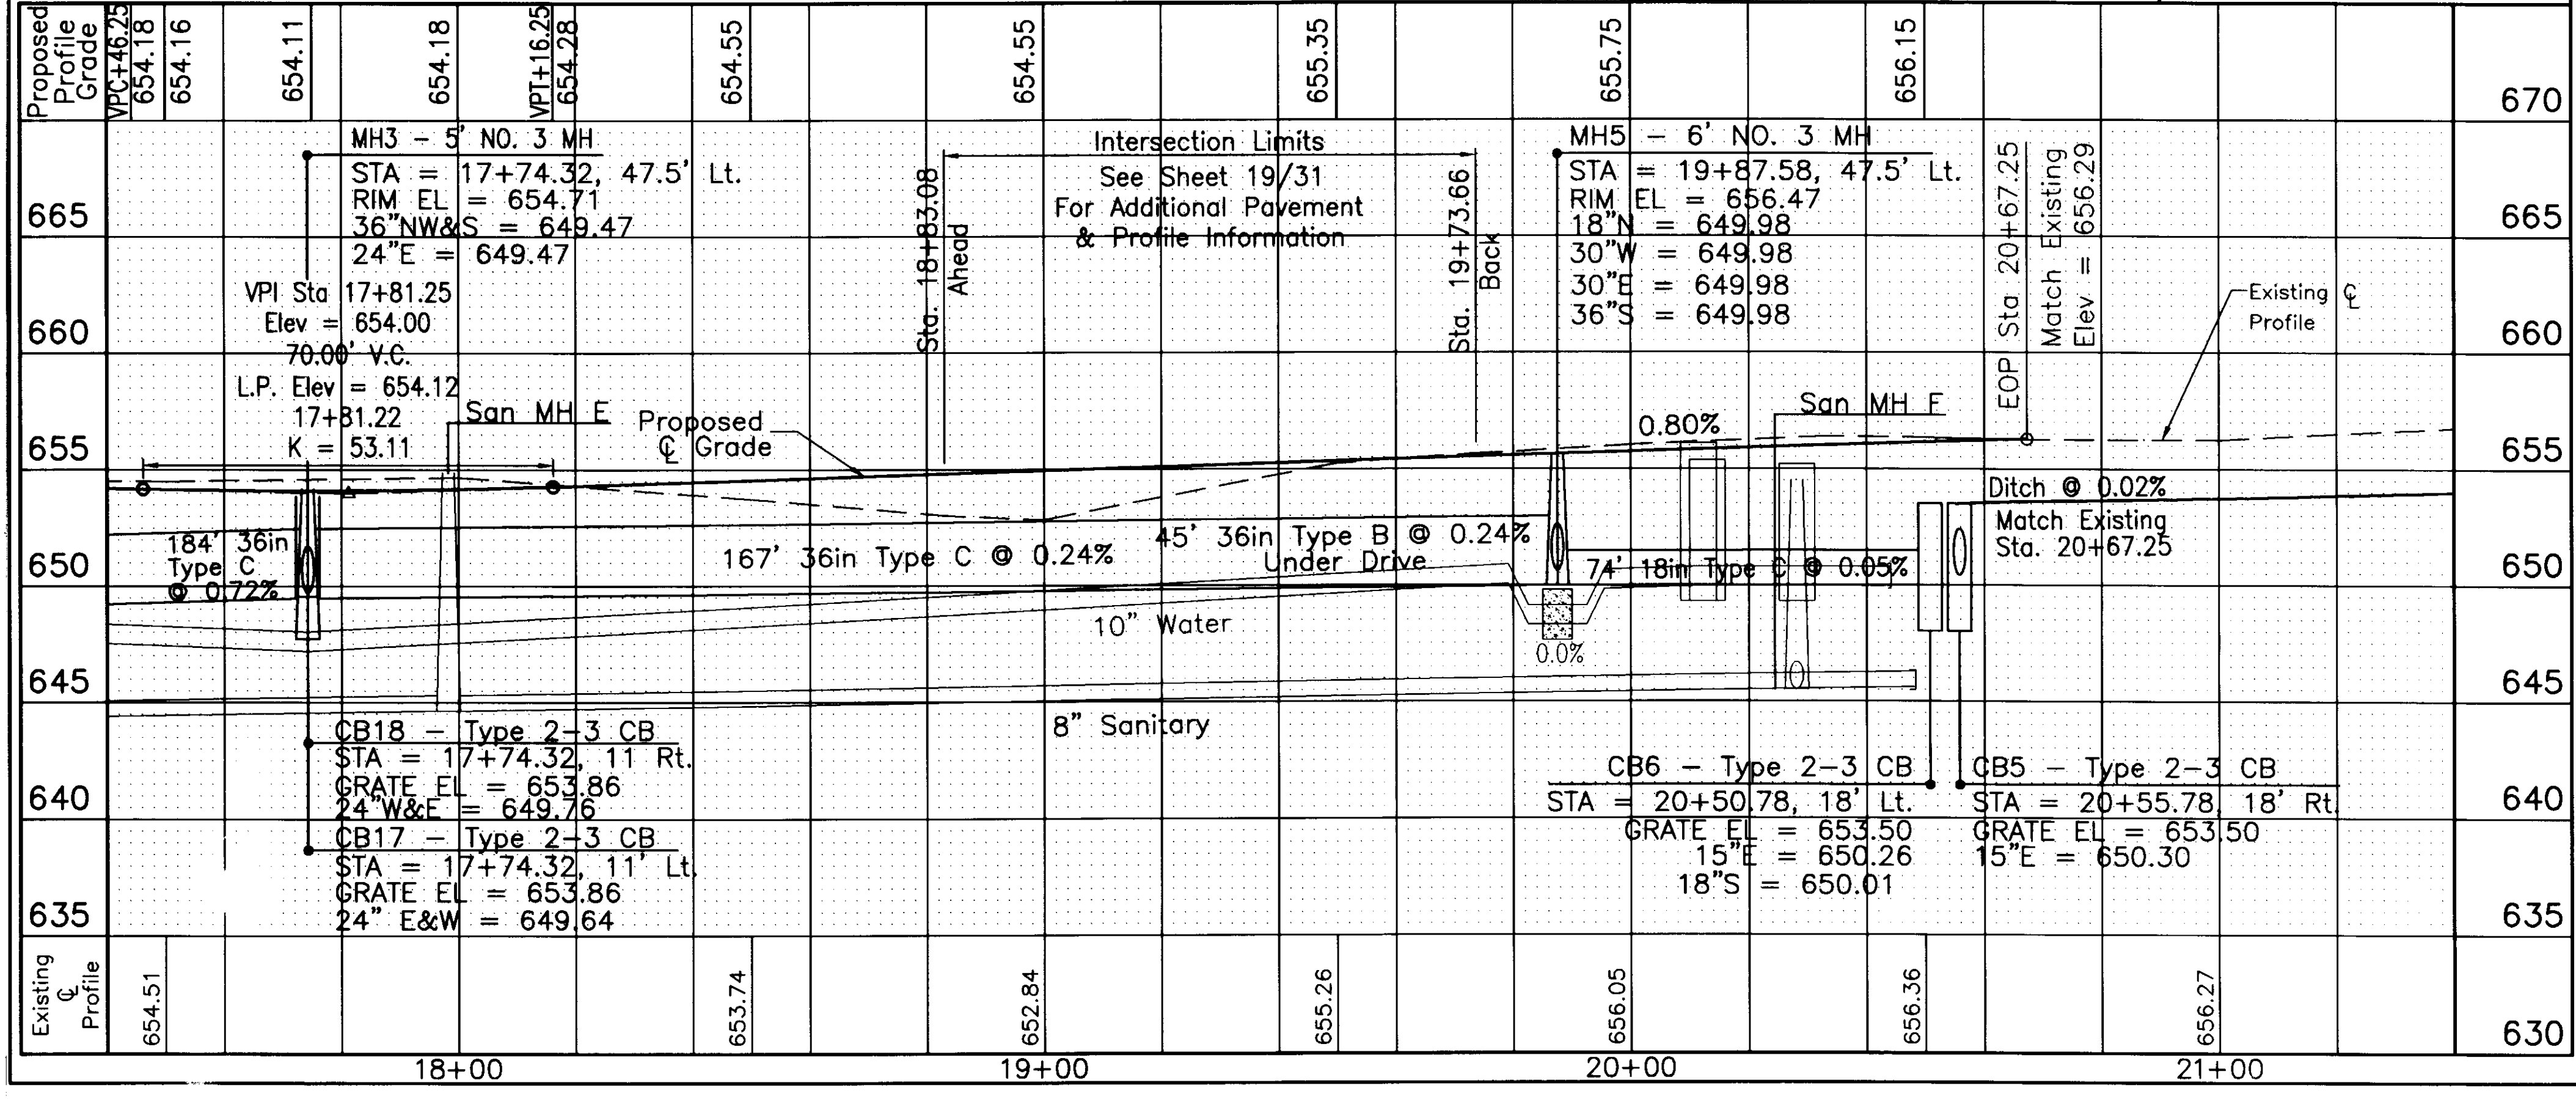 Proposed
Profile
Grade
VPC+46.25
654.18
654.16
654.11
654.18
VPT+16.25
654.28
654.55
654.55
655.35
655.75
656.15
670
MH3 - 5' NO. 3 MH
STA = 17+74.32, 47.5' Lt.
RIM EL = 654.71
36"NW&S = 649.47
24"E = 649.47
VPI Sta 17+81.25
Elev = 654.00
70.00' V.C.
L.P. Elev = 654.12
17+81.22
K = 53.11
San MH E
Proposed
℄ Grade
Sta. 18+83.08
Ahead
Intersection Limits
See Sheet 19/31
For Additional Pavement
& Profile Information
Sta. 19+73.66
Back
MH5 - 6' NO. 3 MH
STA = 19+87.58, 47.5' Lt.
RIM EL = 656.47
18"N = 649.98
30"W = 649.98
30"E = 649.98
36"S = 649.98
EOP Sta 20+67.25
Match Existing
Elev = 656.29
Existing ℄
Profile
0.80%
San MH F
665
660
655
650
645
640
635
665
660
655
650
645
640
635
630
184' 36in
Type C
@ 0.72%
167' 36in Type C @ 0.24%
45' 36in Type B @ 0.24%
Under Drive
74' 18in Type C @ 0.05%
Ditch @ 0.02%
Match Existing
Sta. 20+67.25
10" Water
0.0%
8" Sanitary
CB18 - Type 2-3 CB
STA = 17+74.32, 11 Rt.
GRATE EL = 653.86
24"W&E = 649.76
CB17 - Type 2-3 CB
STA = 17+74.32, 11' Lt.
GRATE EL = 653.86
24" E&W = 649.64
CB6 - Type 2-3 CB
STA = 20+50.78, 18' Lt.
GRATE EL = 653.50
15"E = 650.26
18"S = 650.01
CB5 - Type 2-3 CB
STA = 20+55.78, 18' Rt.
GRATE EL = 653.50
15"E = 650.30
Existing
℄
Profile
654.51
653.74
652.84
655.26
656.05
656.36
656.27
18+00
19+00
20+00
21+00